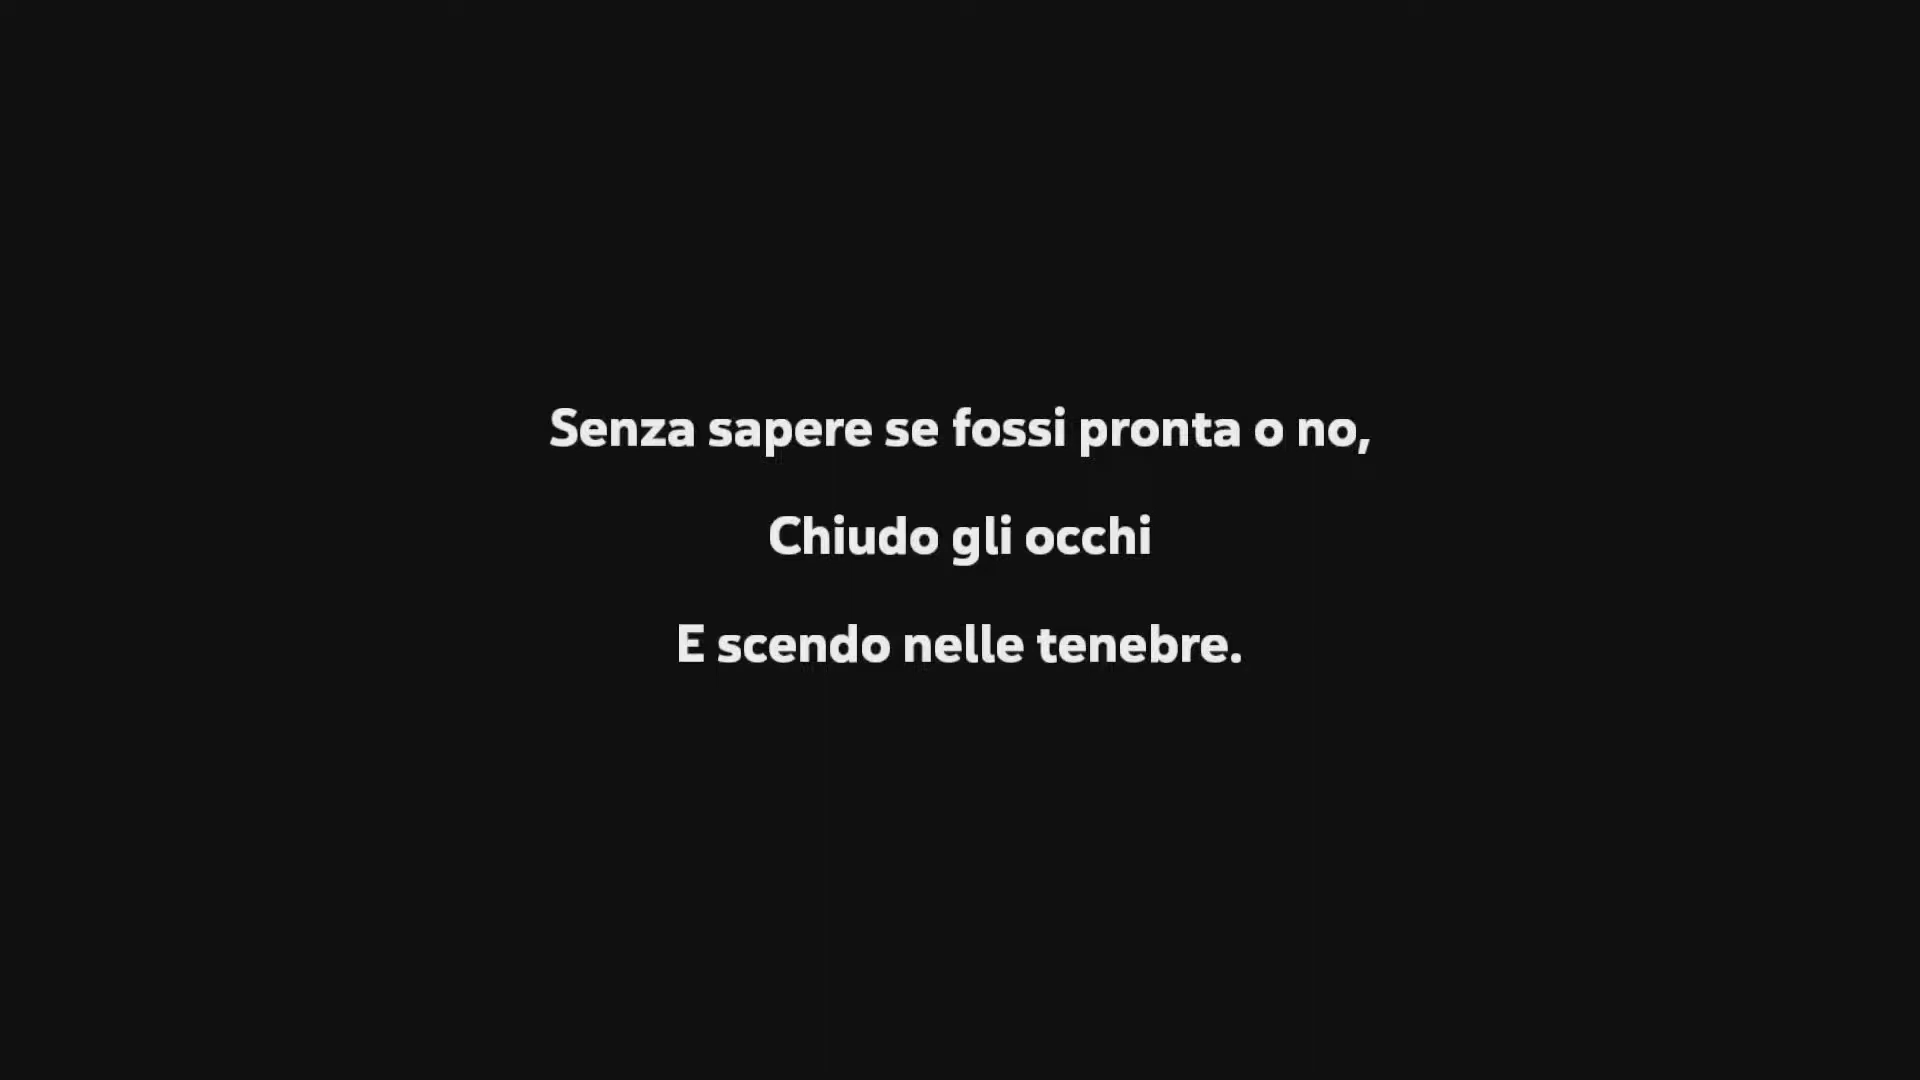 Senza sapere se fossi pronta o no,
Chiudo gli occhi
E scendo nelle tenebre.